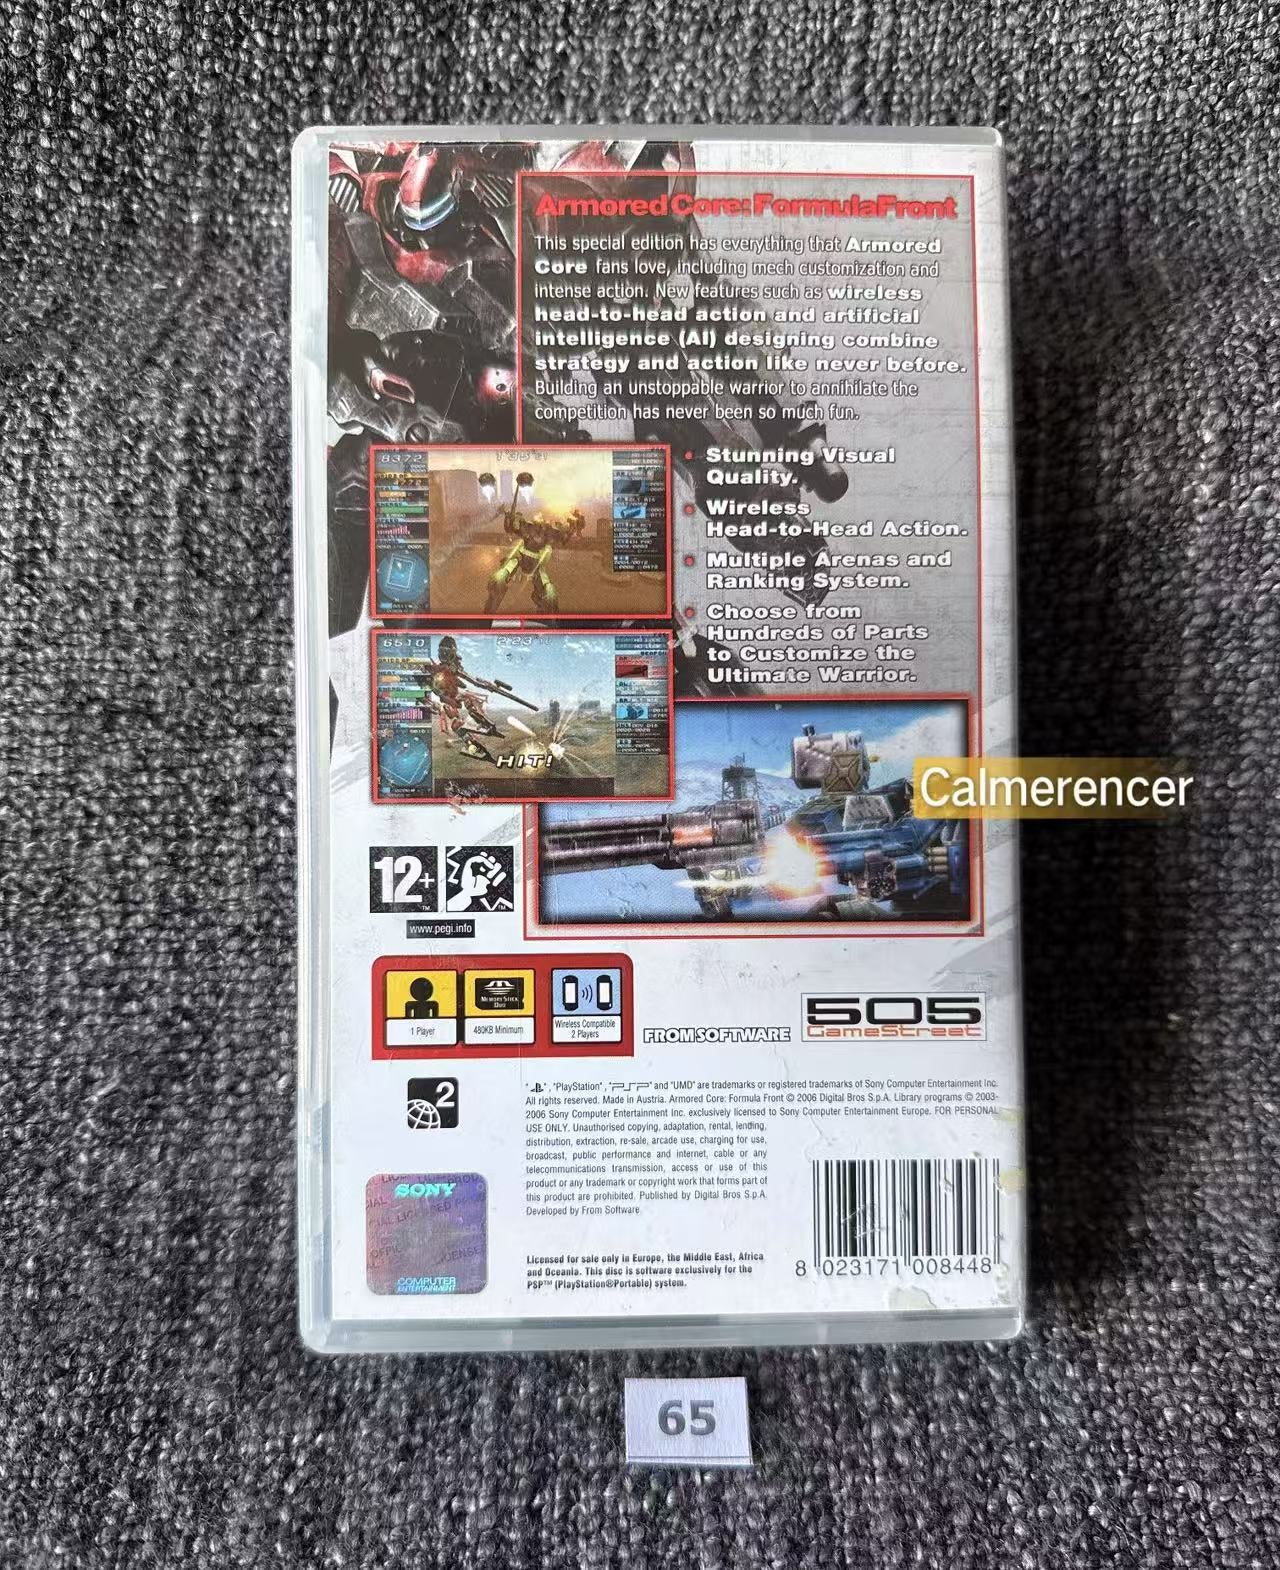 Armored Core: Formula Front
This special edition has everything that Armored
Core fans love, including mech customization and
intense action. New features such as wireless
head-to-head action and artificial
intelligence (AI) designing combine
strategy and action like never before.
Building an unstoppable warrior to annihilate the
competition has never been so much fun.
8372
• Stunning Visual
Quality.
• Wireless
Head-to-Head Action.
• Multiple Arenas and
Ranking System.
• Choose from
Hundreds of Parts
to Customize the
Ultimate Warrior.
6510
HIT!
Calmerencer
12+
www.pegi.info
1 Player
MEMORY STICK
DUO
480KB Minimum
Wireless Compatible
2 Players
FROMSOFTWARE
505
GameStreet
2
"PlayStation", "PSP" and "UMD" are trademarks or registered trademarks of Sony Computer Entertainment Inc.
All rights reserved. Made in Austria. Armored Core: Formula Front © 2006 Digital Bros S.p.A. Library programs © 2003-
2006 Sony Computer Entertainment Inc. exclusively licensed to Sony Computer Entertainment Europe. FOR PERSONAL
USE ONLY. Unauthorised copying, adaptation, rental, lending,
distribution, extraction, re-sale, arcade use, charging for use,
broadcast, public performance and internet, cable or any
telecommunications transmission, access or use of this
product or any trademark or copyright work that forms part of
this product are prohibited. Published by Digital Bros S.p.A.
Developed by From Software.
SONY
COMPUTER
ENTERTAINMENT
Licensed for sale only in Europe, the Middle East, Africa
and Oceania. This disc is software exclusively for the
PSP™ (PlayStation®Portable) system.
8 023171 008448
65